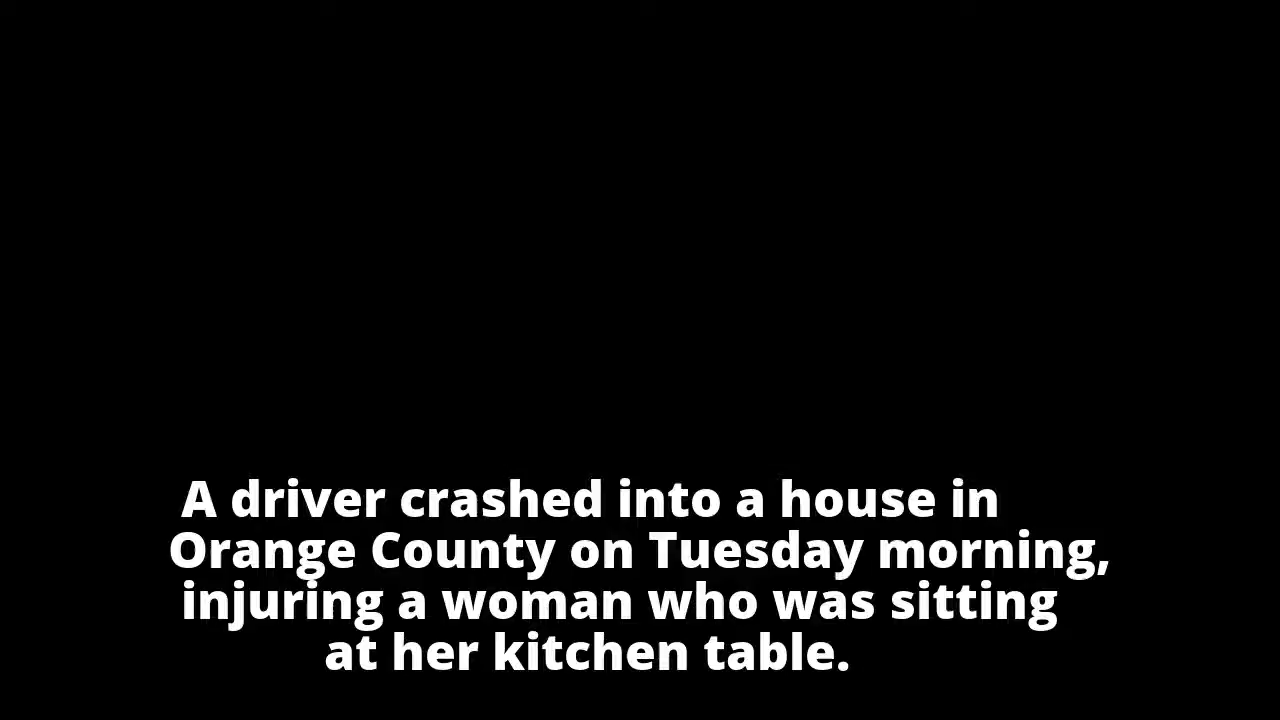 A driver crashed into a house in
Orange County on Tuesday morning,
injuring a woman who was sitting
at her kitchen table.